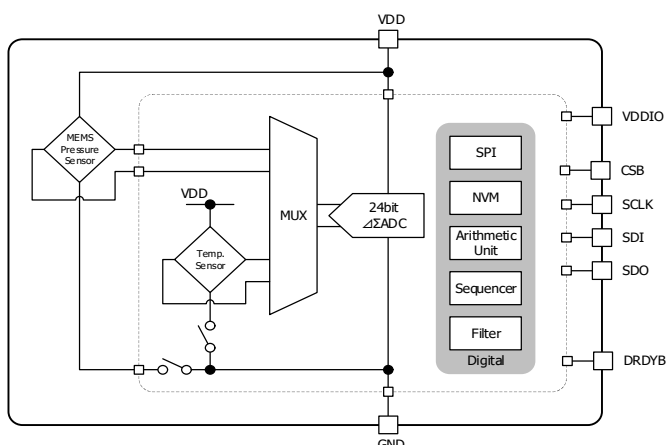 VDD
MEMS
Pressure
Sensor
VDD
Temp.
Sensor
MUX
24bit
⊿ΣADC
SPI
NVM
Arithmetic
Unit
Sequencer
Filter
Digital
VDDIO
CSB
SCLK
SDI
SDO
DRDYB
GND